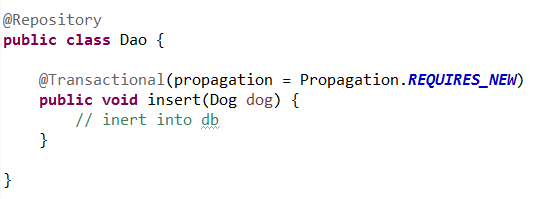 @Repository
public class Dao {
@Transactional(propagation = Propagation.REQUIRES_NEW)
public void insert(Dog dog) {
// inert into db
}
}